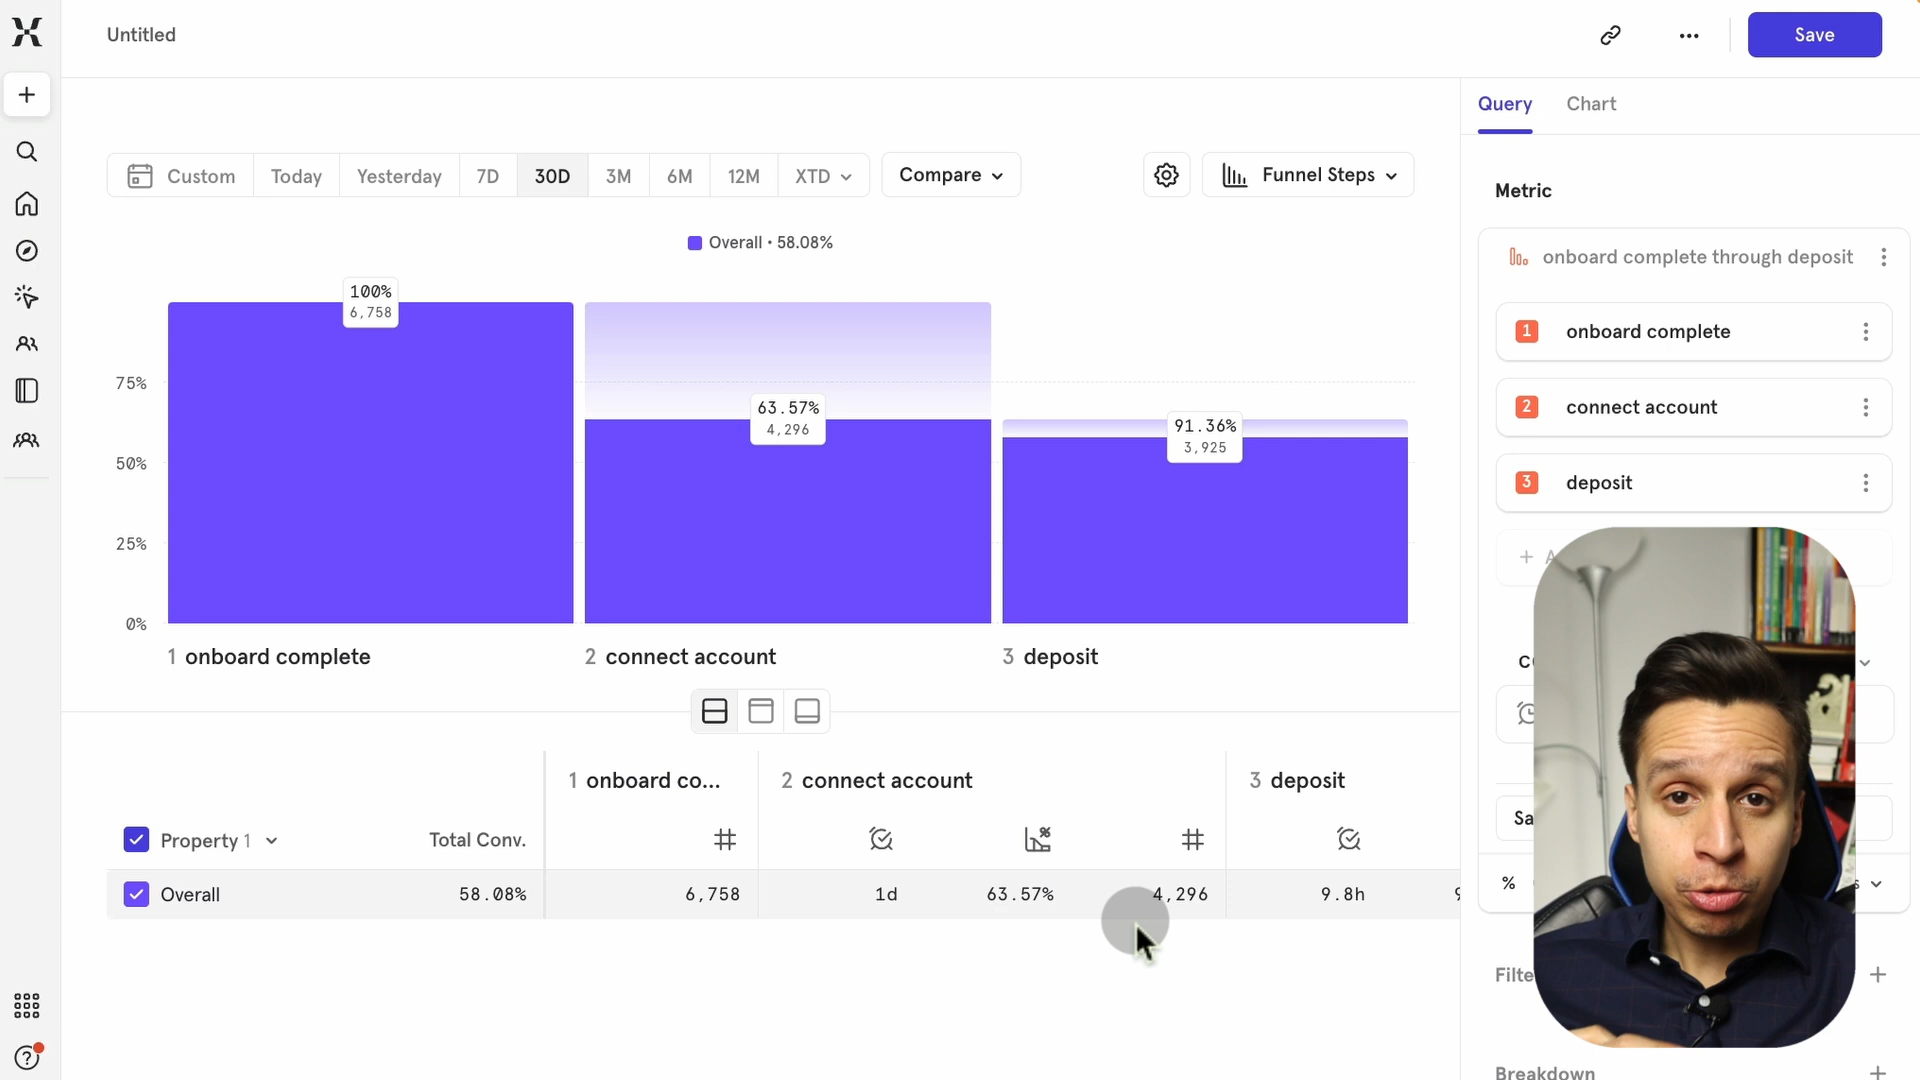 Untitled
Save
Query
Chart
Custom
Today
Yesterday
7D
30D
3M
6M
12M
XTD
Compare
Funnel Steps
Metric
Overall • 58.08%
onboard complete through deposit
100%
6,758
1 onboard complete
75%
63.57%
4,296
91.36%
3,925
2 connect account
50%
3 deposit
25%
0%
1 onboard complete
2 connect account
3 deposit
1 onboard co...
2 connect account
3 deposit
Property 1
Total Conv.
#
#
Overall
58.08%
6,758
1d
63.57%
4,296
9.8h
%
Breakdown